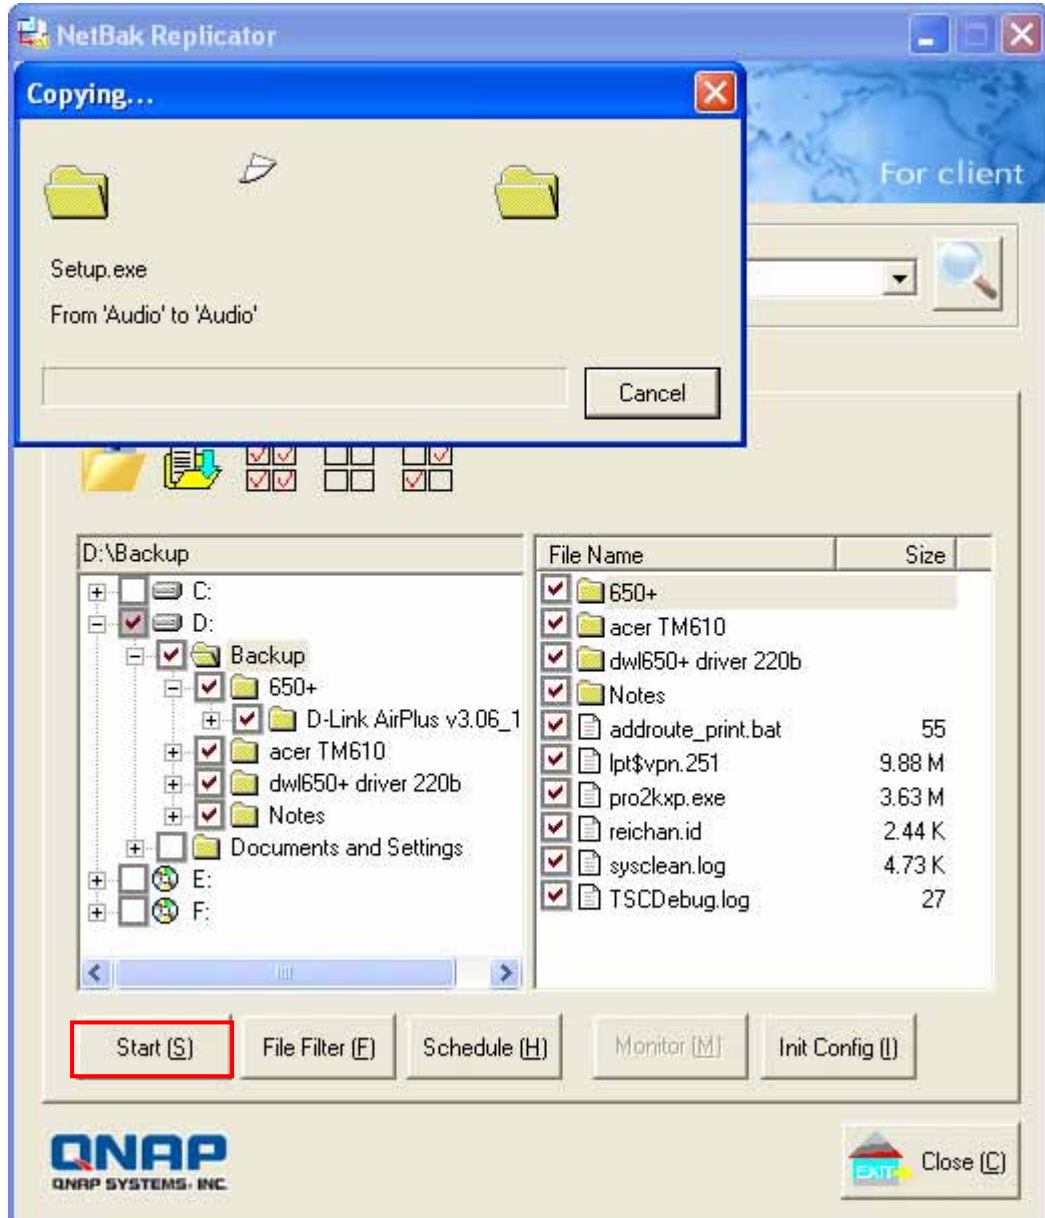 NetBak Replicator
Copying...
For client
Setup.exe
From 'Audio' to 'Audio'
Cancel
D:\Backup
C:
D:
Backup
650+
D-Link AirPlus v3.06_1
acer TM610
dwl650+ driver 220b
Notes
Documents and Settings
E:
F:
File Name Size
650+
acer TM610
dwl650+ driver 220b
Notes
addroute_print.bat 55
lpt$vpn.251 9.88 M
pro2kxp.exe 3.63 M
reichan.id 2.44 K
sysclean.log 4.73 K
TSCDebug.log 27
Start (S) File Filter (F) Schedule (H) Monitor (M) Init Config (I)
QNAP
QNAP SYSTEMS. INC.
EXIT Close (C)